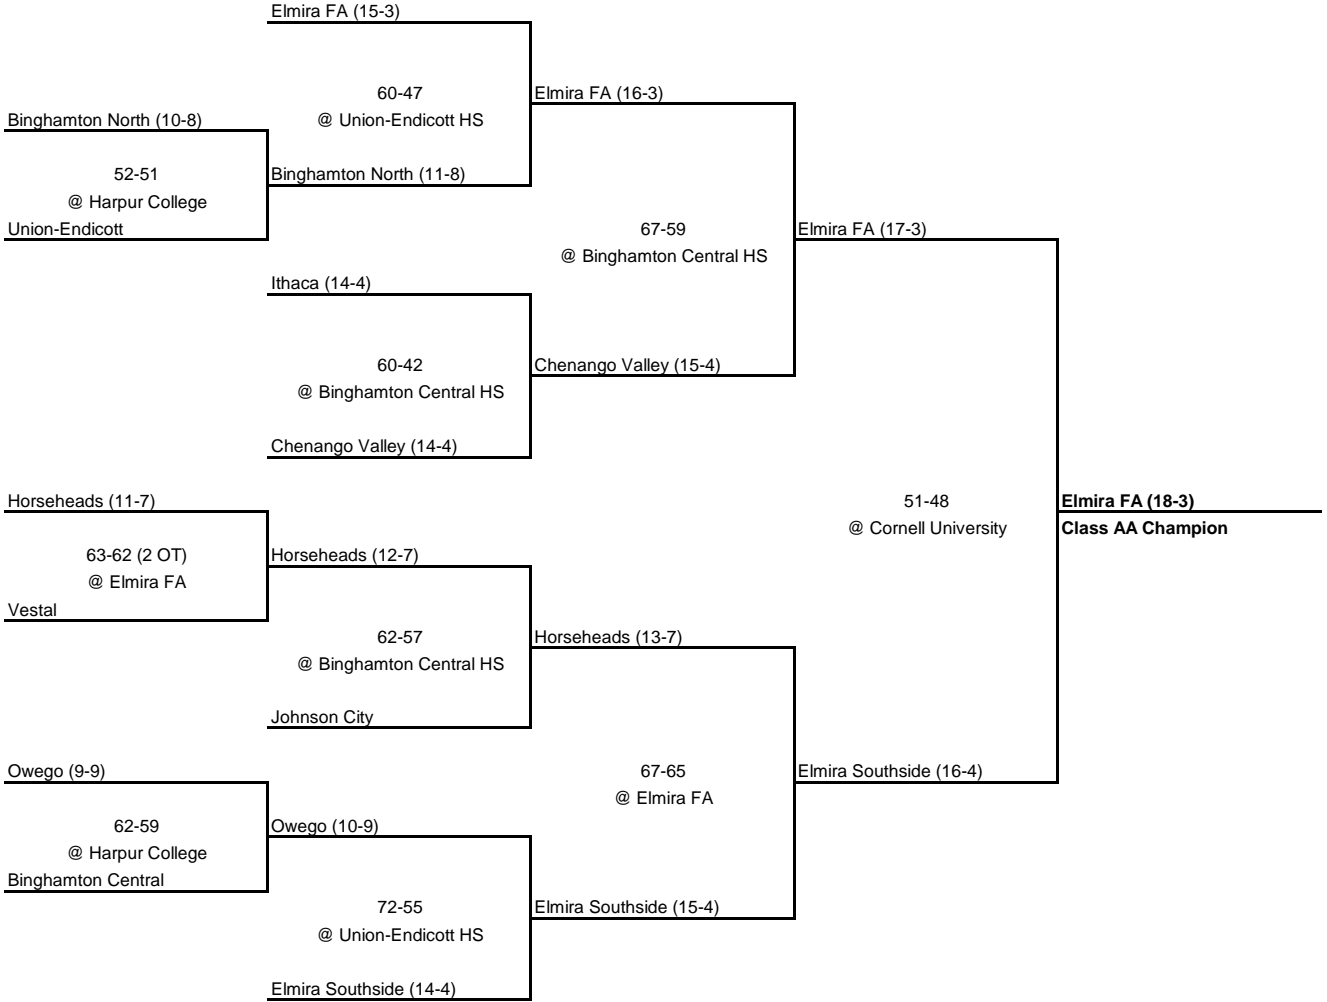 Elmira FA (15-3)
60-47
Elmira FA (16-3)
Binghamton North (10-8)
@ Union-Endicott HS
52-51
Binghamton North (11-8)
@ Harpur College
Union-Endicott
67-59
Elmira FA (17-3)
@ Binghamton Central HS
Ithaca (14-4)
60-42
Chenango Valley (15-4)
@ Binghamton Central HS
Chenango Valley (14-4)
Horseheads (11-7)
51-48
Elmira FA (18-3)
@ Cornell University
Class AA Champion
63-62 (2 OT)
Horseheads (12-7)
@ Elmira FA
Vestal
62-57
Horseheads (13-7)
@ Binghamton Central HS
Johnson City
Owego (9-9)
67-65
Elmira Southside (16-4)
@ Elmira FA
62-59
Owego (10-9)
@ Harpur College
Binghamton Central
72-55
Elmira Southside (15-4)
@ Union-Endicott HS
Elmira Southside (14-4)